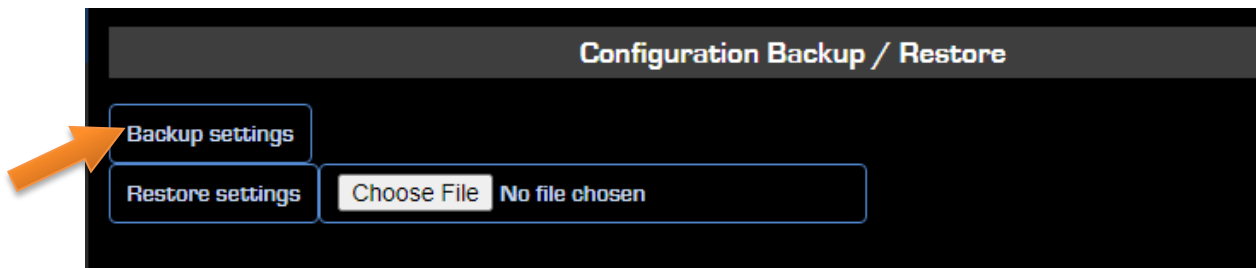 Configuration Backup / Restore
Backup settings
Restore settings Choose File No file chosen